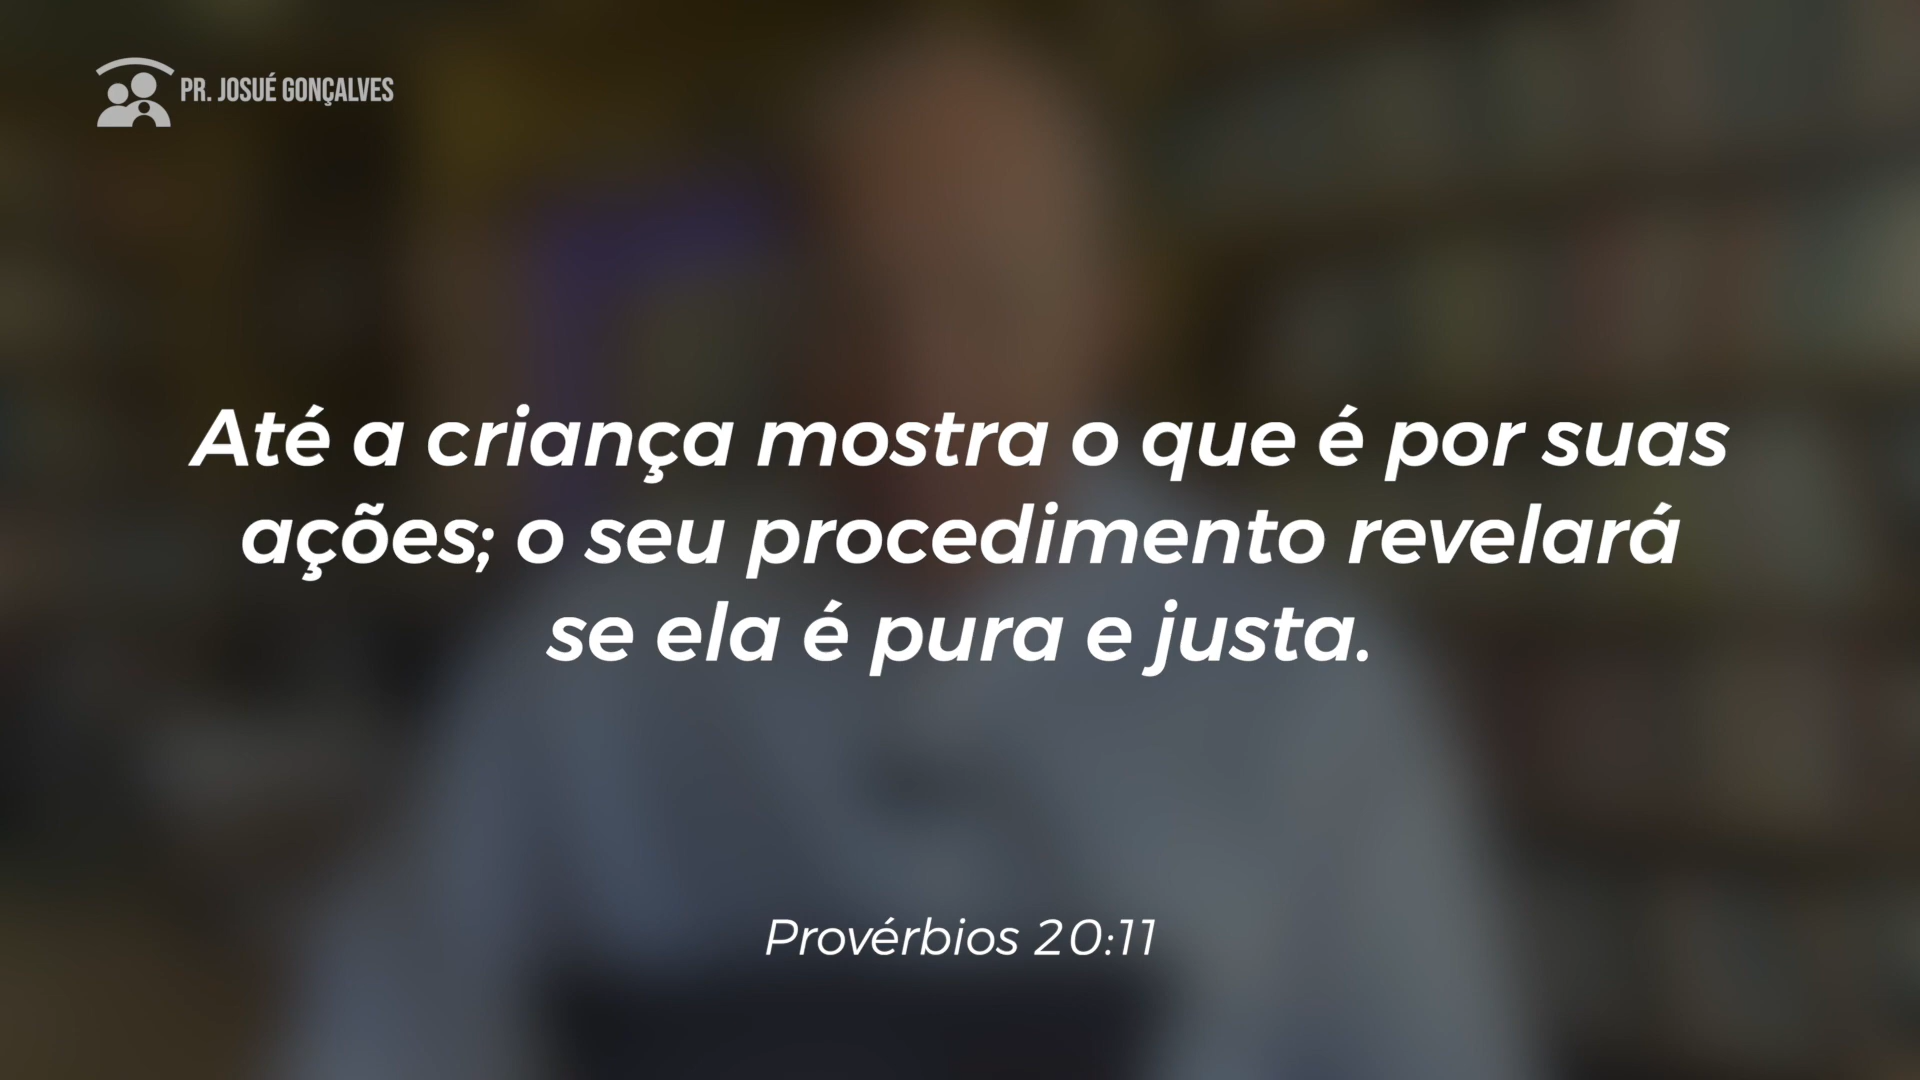 PR. JOSUÉ GONÇALVES
Até a criança mostra o que é por suas
ações; o seu procedimento revelará
se ela é pura e justa.
Provérbios 20:11